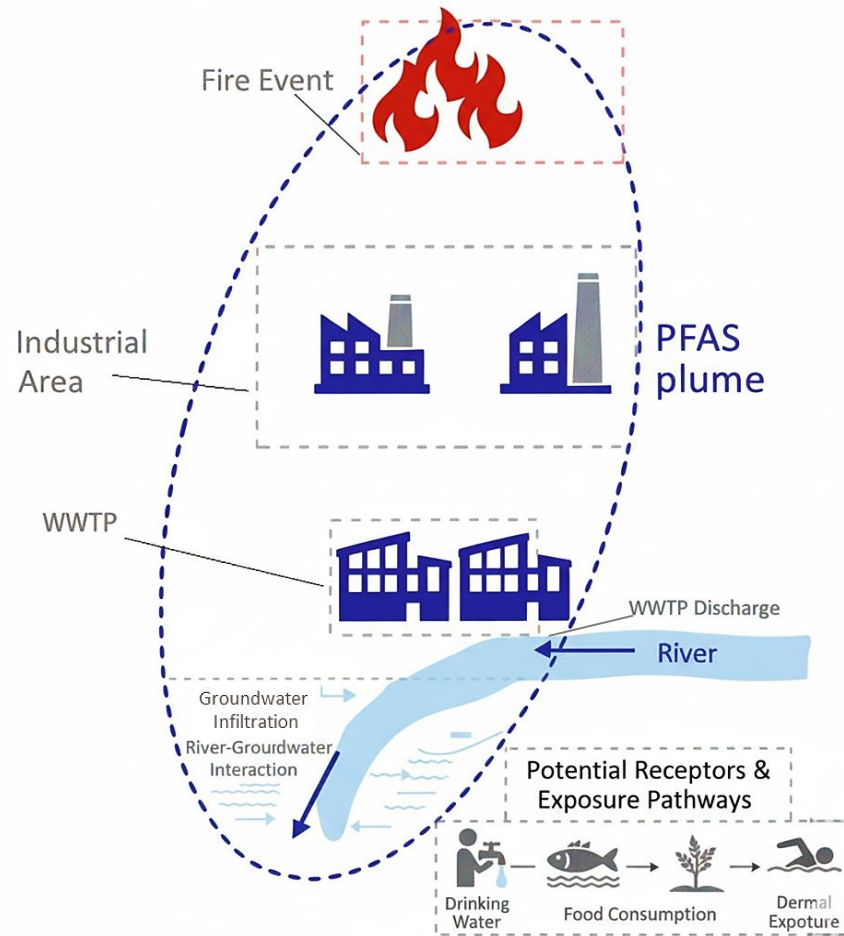 Fire Event
Industrial
Area
PFAS
plume
WWTP
WWTP Discharge
River
Groundwater
Infiltration
River-Grourdwater
Interaction
Potential Receptors &
Exposure Pathways
Drinking
Water
Food Consumption
Dermal
Expoture